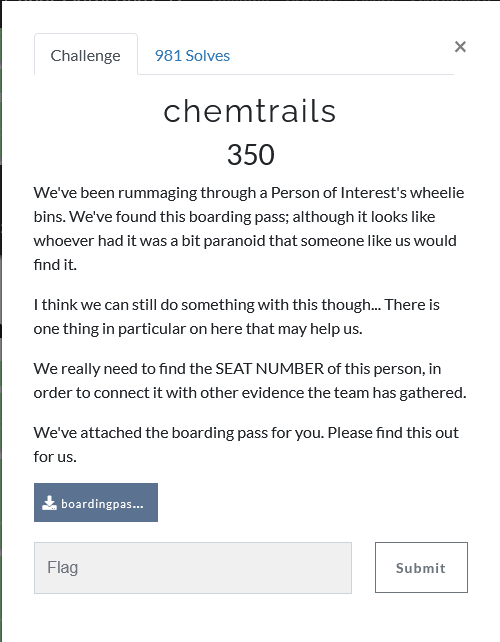 Challenge
981 Solves
×
chemtrails
350
We've been rummaging through a Person of Interest's wheelie
bins. We've found this boarding pass; although it looks like
whoever had it was a bit paranoid that someone like us would
find it.
I think we can still do something with this though... There is
one thing in particular on here that may help us.
We really need to find the SEAT NUMBER of this person, in
order to connect it with other evidence the team has gathered.
We've attached the boarding pass for you. Please find this out
for us.
boardingpas...
Flag
Submit